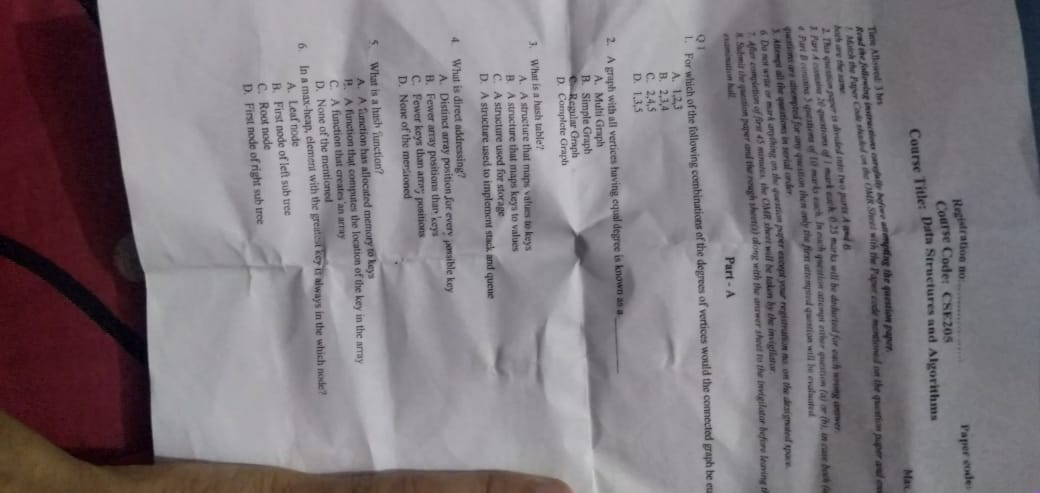 Registration no.
Paper code:
Course Code: CSE205
Course Title: Data Structures and Algorithms
Time Allowed: 3 hrs
Max.
Read the following instructions carefully before attempting the question paper.
1. Match the Paper Code shaded on the OMR Sheet with the Paper code mentioned on the question paper and
both are the same.
2. This question paper is divided into two parts A and B.
3. Part A contains 20 questions of 1 mark each. 0.25 marks will be deducted for each wrong answer.
4. Part B contains 5 questions of 10 marks each. In each question attempt either question (a) or (b), in case both
questions are attempted for any question then only the first attempted question will be evaluated.
5. Attempt all the questions in serial order.
6. Do not write or mark anything on the question paper except your registration no. on the designated space.
7. After completion of first 45 minutes, the OMR sheet will be taken by the invigilator.
8. Submit the question paper and the rough sheet(s) along with the answer sheet to the invigilator before leaving
examination hall.
Part - A
Q1
1. For which of the following combinations of the degrees of vertices would the connected graph be eu
A. 1,2,3
B. 2,3,4
C. 2,4,5
D. 1,3,5
2. A graph with all vertices having equal degree is known as a
A. Multi Graph
B. Simple Graph
C. Regular Graph
D. Complete Graph
3. What is a hash table?
A. A structure that maps values to keys
B. A structure that maps keys to values
C. A structure used for storage
D. A structure used to implement stack and queue
4. What is direct addressing?
A. Distinct array position for every possible key
B. Fewer array positions than keys
C. Fewer keys than array positions
D. None of the mentioned
5. What is a hash function?
A. A function has allocated memory to keys
B. A function that computes the location of the key in the array
C. A function that creates an array
D. None of the mentioned
6. In a max-heap, element with the greatest key is always in the which node?
A. Leaf node
B. First node of left sub tree
C. Root node
D. First node of right sub tree